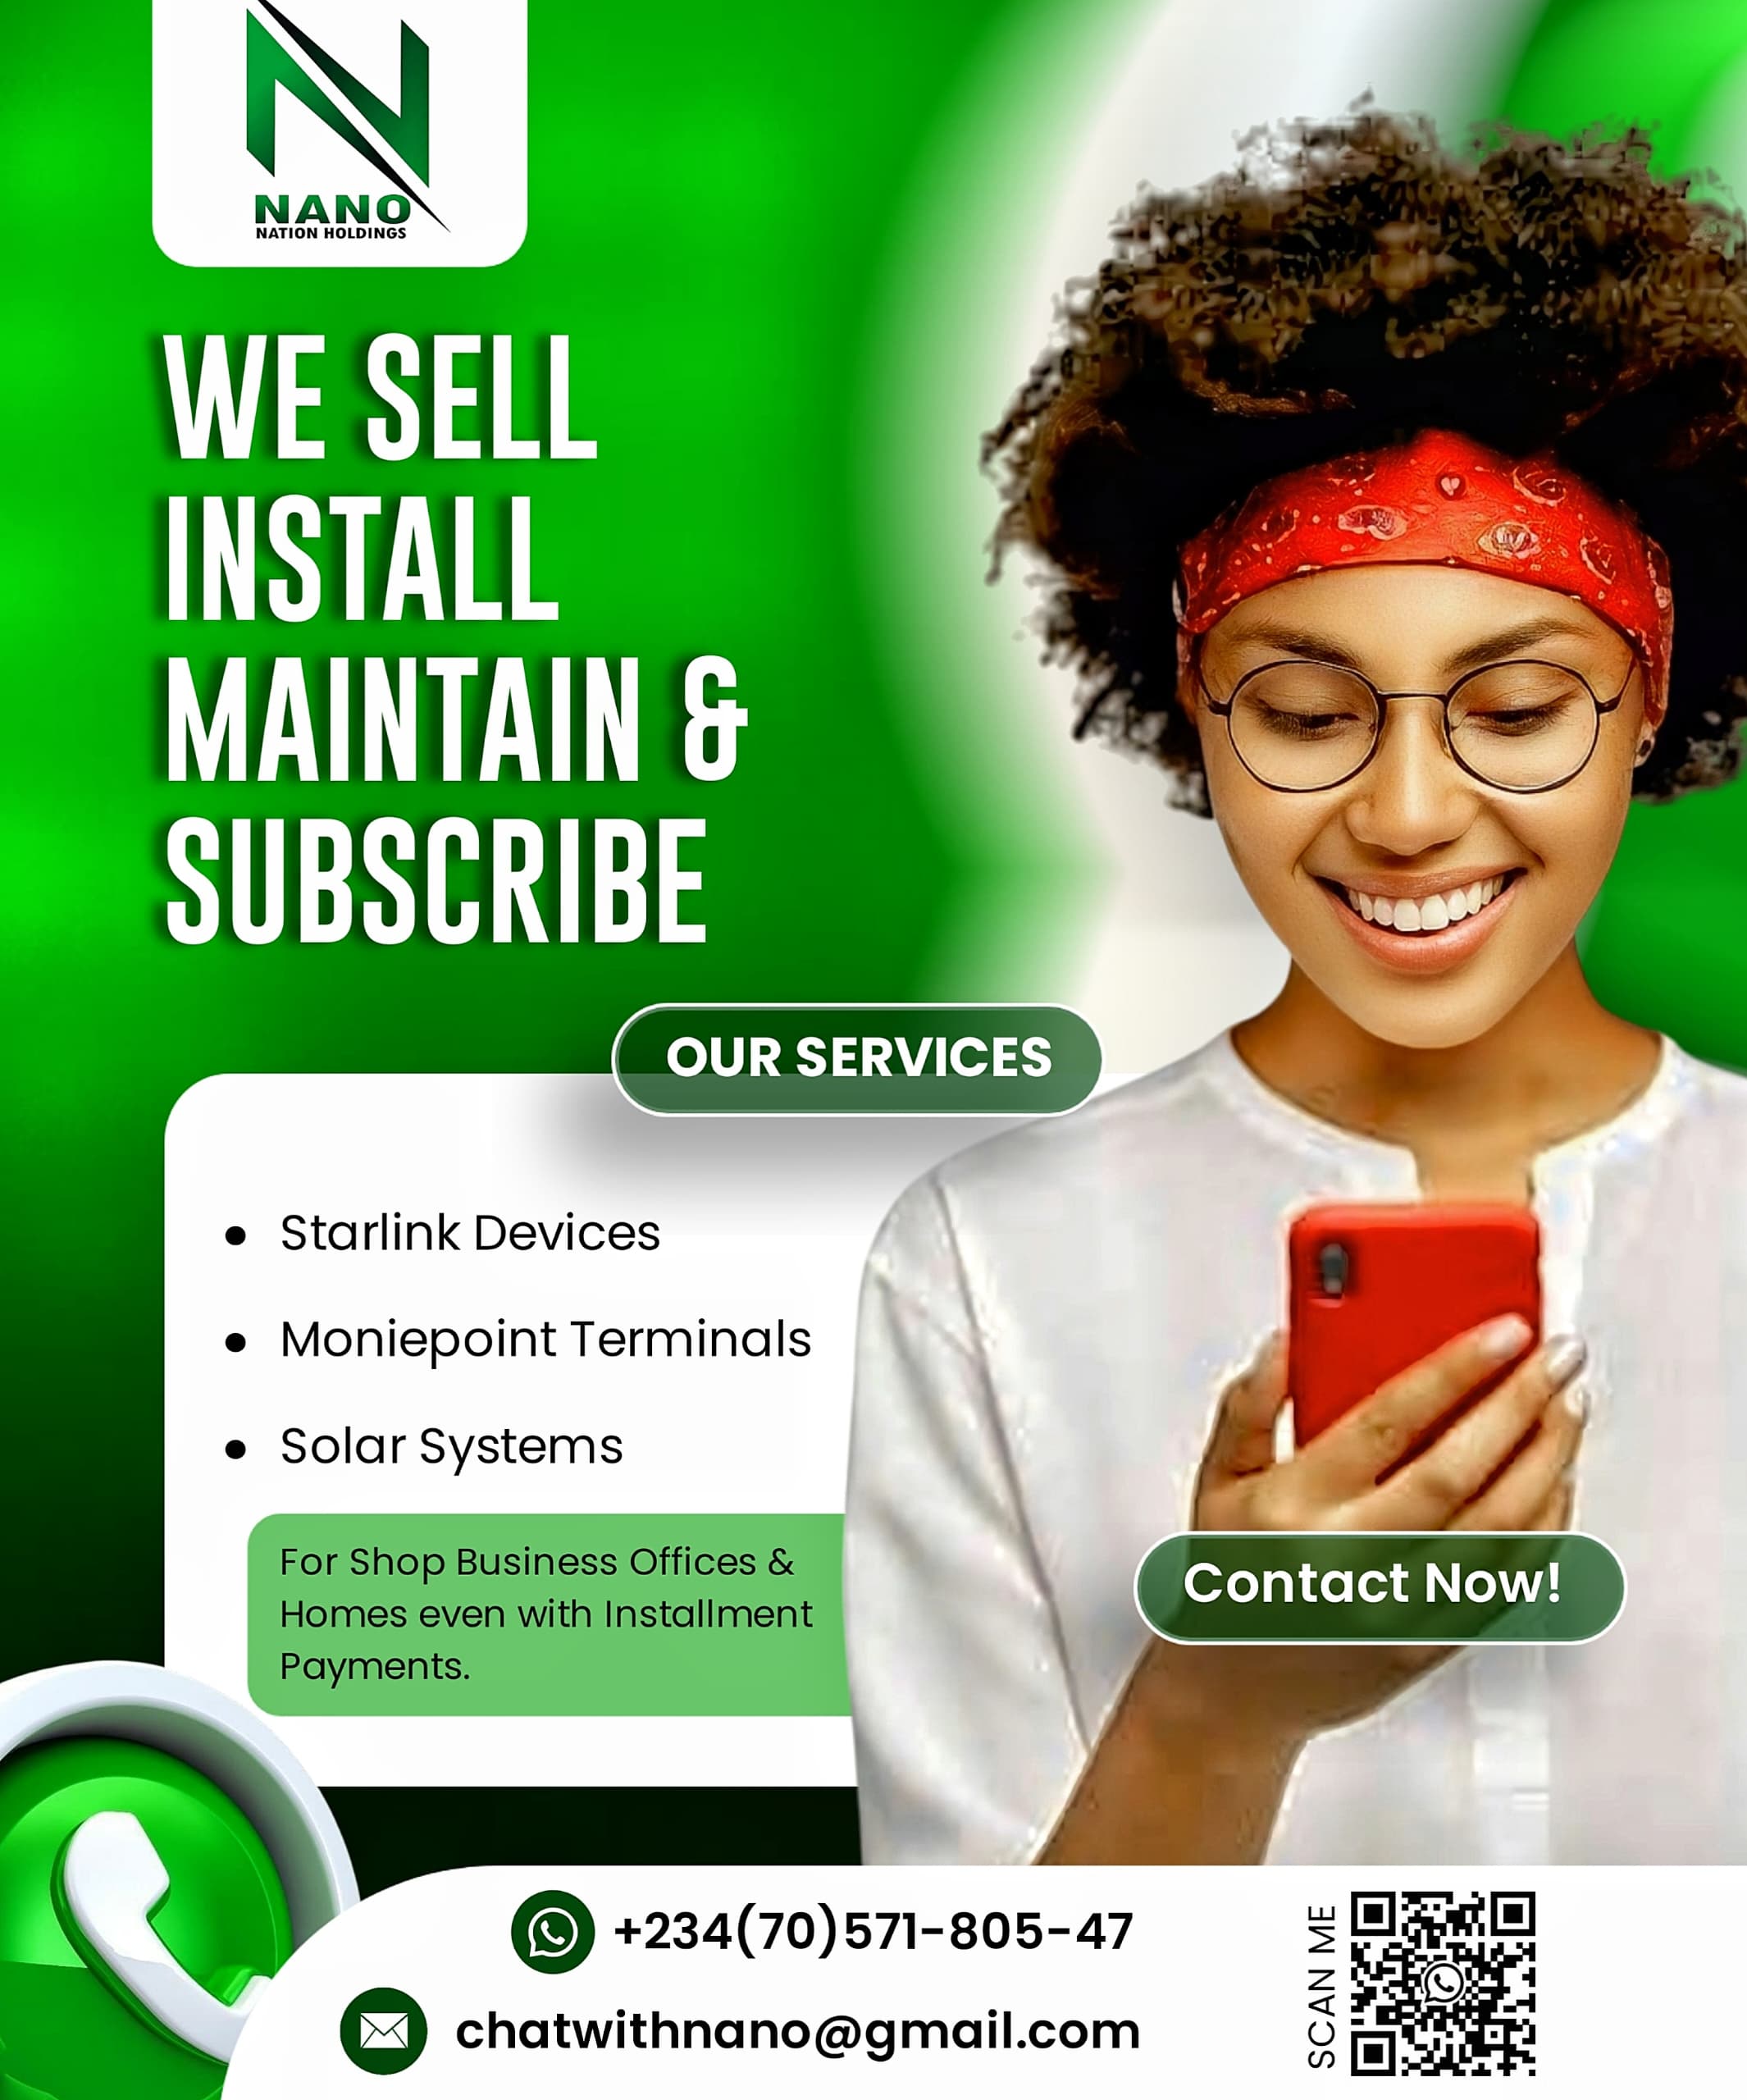 NANO
NATION HOLDINGS
WE SELL
INSTALL
MAINTAIN &
SUBSCRIBE
OUR SERVICES
• Starlink Devices
• Moniepoint Terminals
• Solar Systems
For Shop Business Offices &
Homes even with Installment
Payments.
Contact Now!
+234(70)571-805-47
chatwithnano@gmail.com
SCAN ME